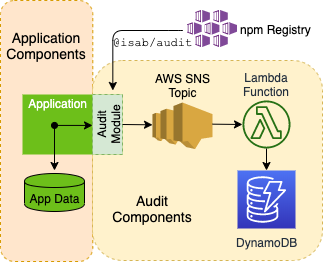 Application
Components
npm Registry
@isab/audit
AWS SNS
Topic
Lambda
Function
Application
Audit
Module
App Data
Audit
Components
DynamoDB